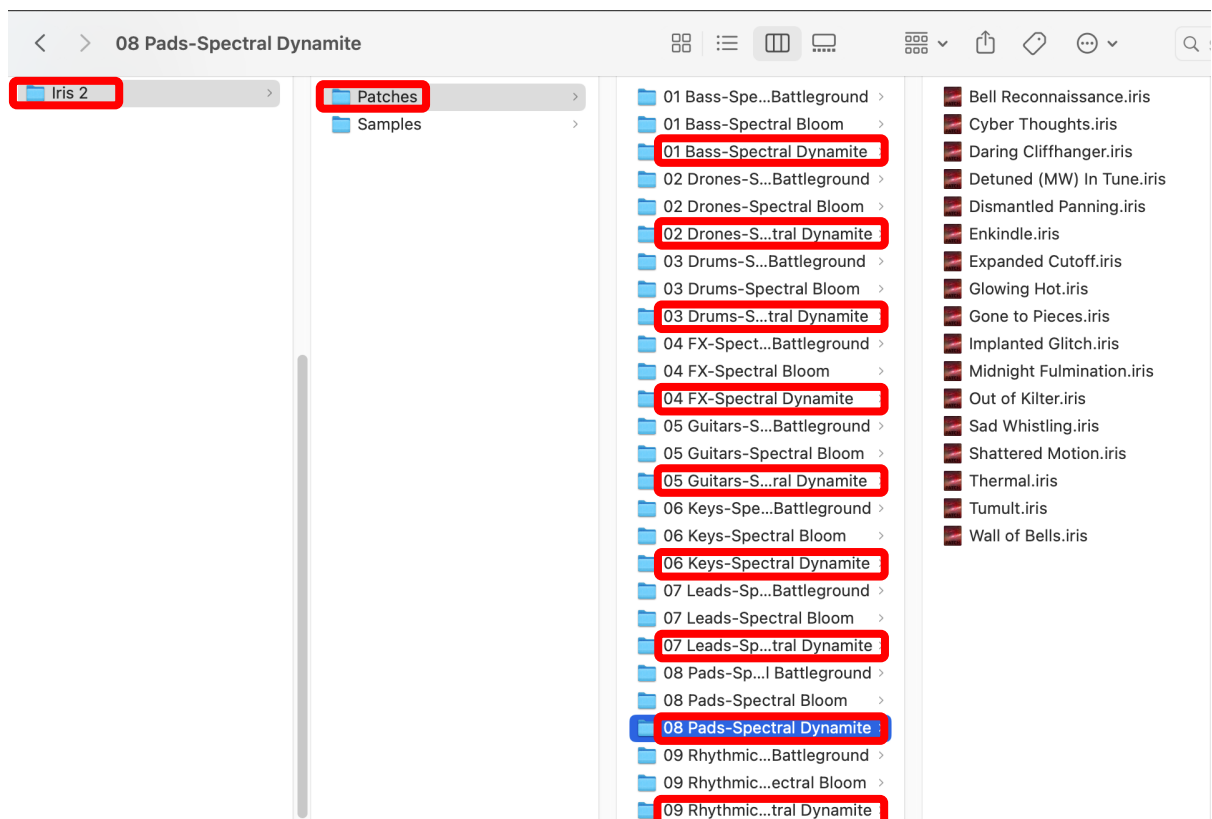 08 Pads-Spectral Dynamite
Iris 2
Patches
Samples
01 Bass-Spe...Battleground
01 Bass-Spectral Bloom
01 Bass-Spectral Dynamite
02 Drones-S...Battleground
02 Drones-Spectral Bloom
02 Drones-S...tral Dynamite
03 Drums-S...Battleground
03 Drums-Spectral Bloom
03 Drums-S...tral Dynamite
04 FX-Spect...Battleground
04 FX-Spectral Bloom
04 FX-Spectral Dynamite
05 Guitars-S...Battleground
05 Guitars-Spectral Bloom
05 Guitars-S...ral Dynamite
06 Keys-Spe...Battleground
06 Keys-Spectral Bloom
06 Keys-Spectral Dynamite
07 Leads-Sp...Battleground
07 Leads-Spectral Bloom
07 Leads-Sp...tral Dynamite
08 Pads-Sp...l Battleground
08 Pads-Spectral Bloom
08 Pads-Spectral Dynamite
09 Rhythmic...Battleground
09 Rhythmic...ectral Bloom
09 Rhythmic...tral Dynamite
Bell Reconnaissance.iris
Cyber Thoughts.iris
Daring Cliffhanger.iris
Detuned (MW) In Tune.iris
Dismantled Panning.iris
Enkindle.iris
Expanded Cutoff.iris
Glowing Hot.iris
Gone to Pieces.iris
Implanted Glitch.iris
Midnight Fulmination.iris
Out of Kilter.iris
Sad Whistling.iris
Shattered Motion.iris
Thermal.iris
Tumult.iris
Wall of Bells.iris